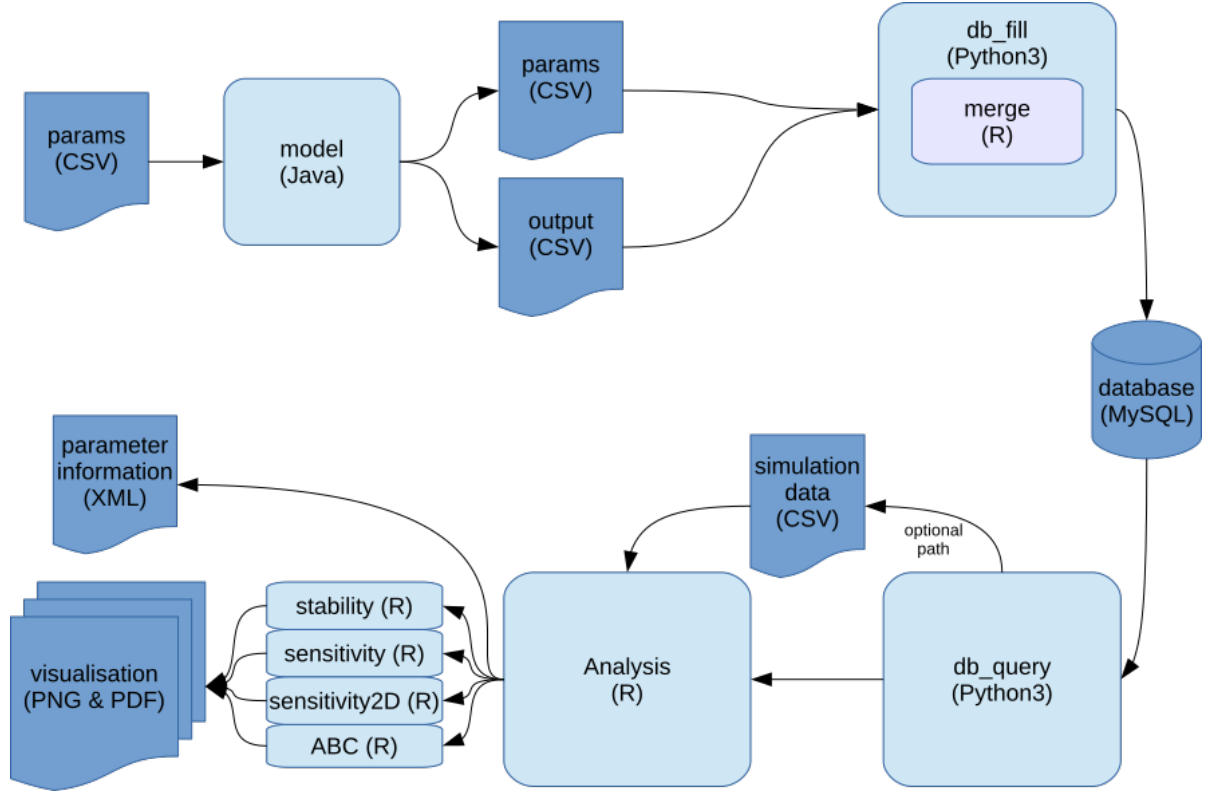 params
(CSV)
model
(Java)
params
(CSV)
output
(CSV)
db_fill
(Python3)
merge
(R)
database
(MySQL)
parameter
information
(XML)
simulation
data
(CSV)
optional
path
stability (R)
sensitivity (R)
sensitivity2D (R)
ABC (R)
visualisation
(PNG & PDF)
Analysis
(R)
db_query
(Python3)